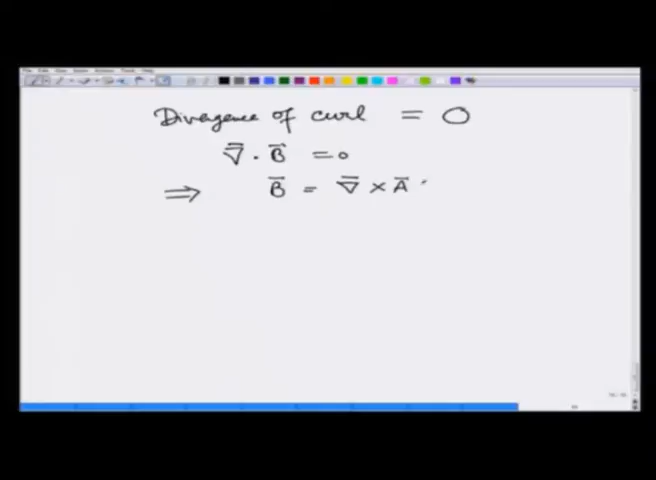 Divergence of curl = 0
∇⃗ · B⃗ = 0
⟹ B⃗ = ∇⃗ × A⃗